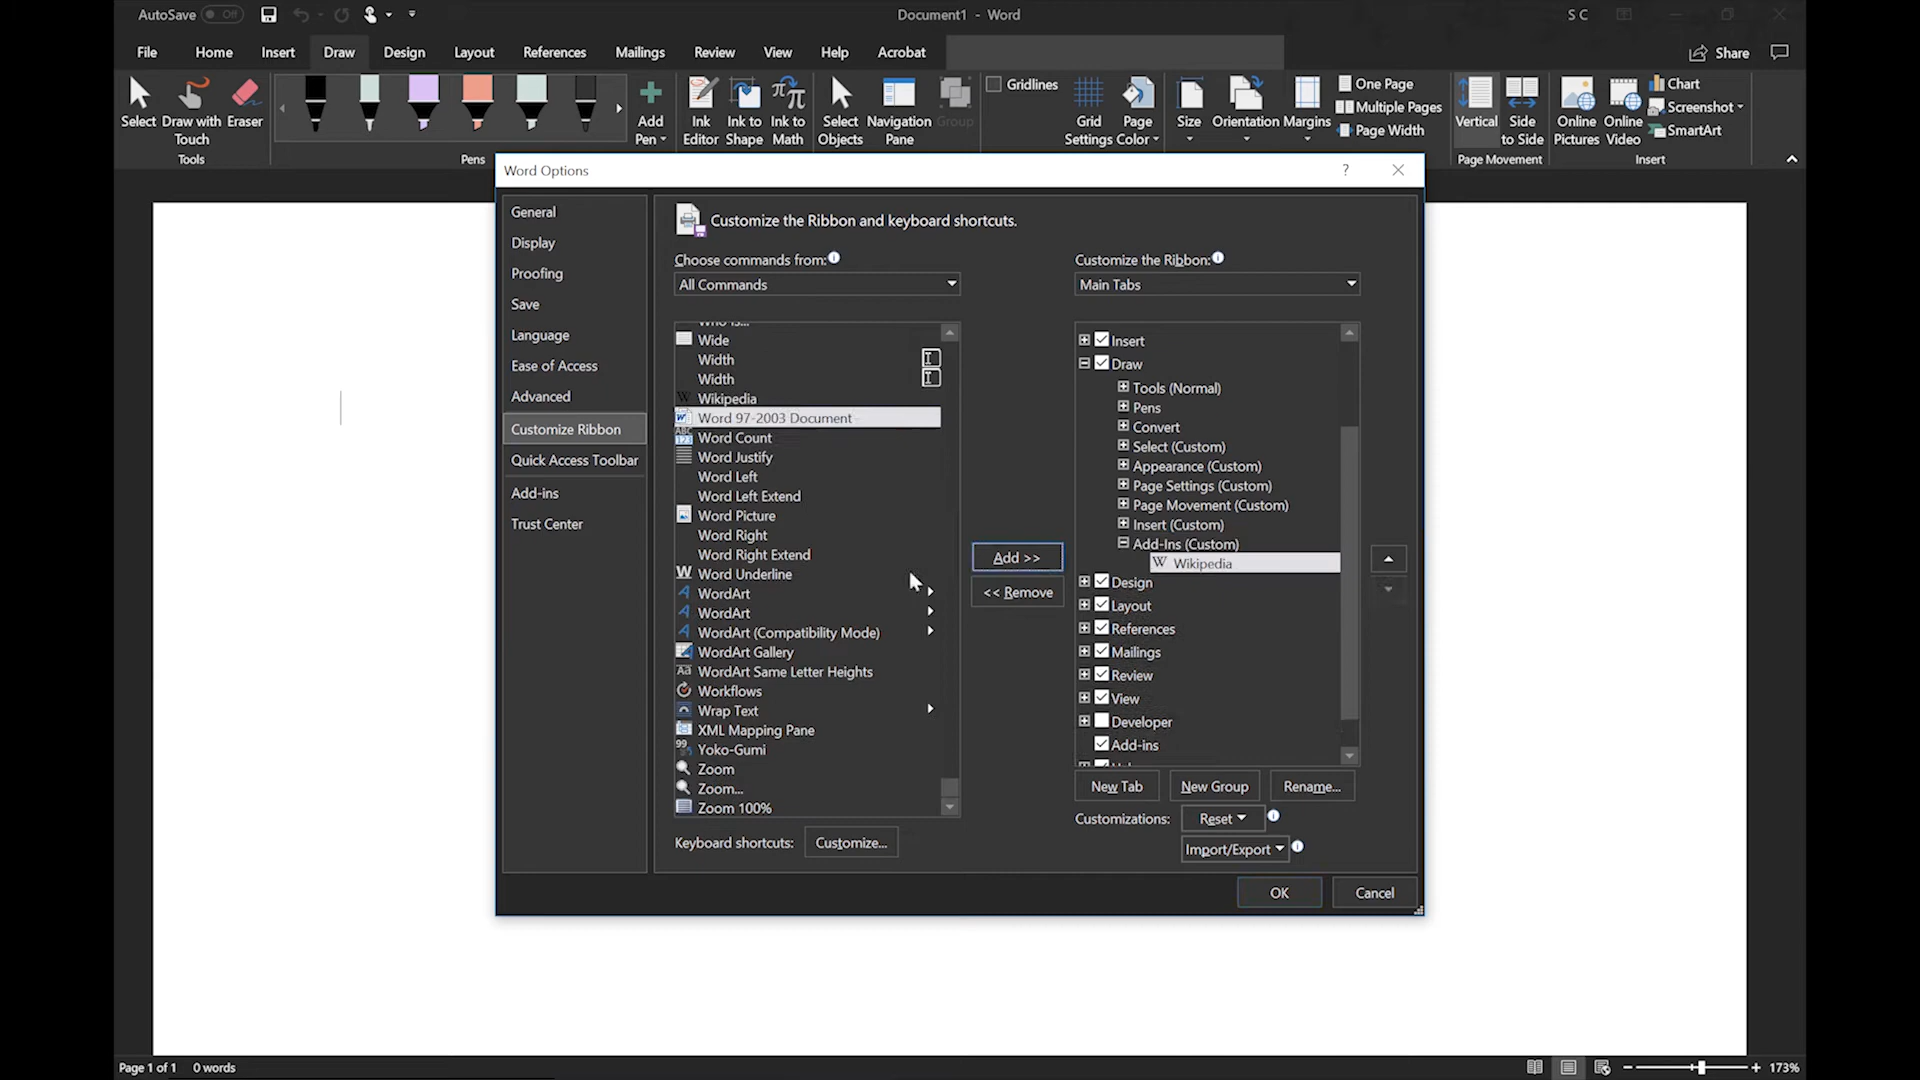 AutoSave Off
Document1 - Word
S C
File Home Insert Draw Design Layout References Mailings Review View Help Acrobat
Share
Select
Draw with Touch
Eraser
Tools
Pens
Add Pen
Ink Editor
Ink to Shape
Ink to Math
Select Objects
Navigation Pane
Group
Gridlines
Grid Settings
Page Color
Size
Orientation
Margins
One Page
Multiple Pages
Page Width
Vertical
Side to Side
Page Movement
Online Pictures
Online Video
Chart
Screenshot
SmartArt
Insert
Word Options
?
General
Display
Proofing
Save
Language
Ease of Access
Advanced
Customize Ribbon
Quick Access Toolbar
Add-ins
Trust Center
Customize the Ribbon and keyboard shortcuts.
Choose commands from:
All Commands
Who Is...
Wide
Width
Width
Wikipedia
Word 97-2003 Document
Word Count
Word Justify
Word Left
Word Left Extend
Word Picture
Word Right
Word Right Extend
Word Underline
WordArt
WordArt
WordArt (Compatibility Mode)
WordArt Gallery
WordArt Same Letter Heights
Workflows
Wrap Text
XML Mapping Pane
Yoko-Gumi
Zoom
Zoom...
Zoom 100%
Keyboard shortcuts: Customize...
Add >>
<< Remove
Customize the Ribbon:
Main Tabs
Insert
Draw
Tools (Normal)
Pens
Convert
Select (Custom)
Appearance (Custom)
Page Settings (Custom)
Page Movement (Custom)
Insert (Custom)
Add-Ins (Custom)
Wikipedia
Design
Layout
References
Mailings
Review
View
Developer
Add-ins
New Tab New Group Rename...
Customizations: Reset
Import/Export
OK Cancel
Page 1 of 1 0 words
173%